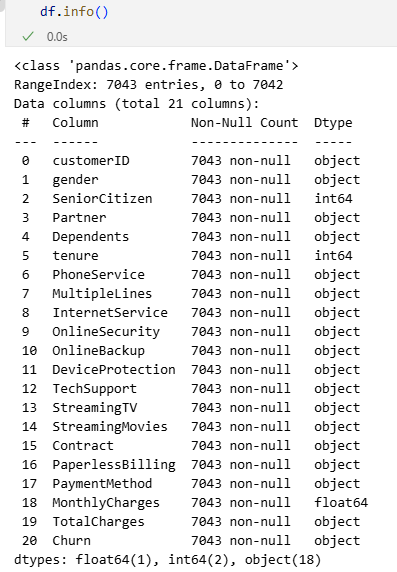 df.info()
0.0s
<class 'pandas.core.frame.DataFrame'>
RangeIndex: 7043 entries, 0 to 7042
Data columns (total 21 columns):
 #   Column            Non-Null Count  Dtype
---  ------            --------------  -----
 0   customerID        7043 non-null   object
 1   gender            7043 non-null   object
 2   SeniorCitizen     7043 non-null   int64
 3   Partner           7043 non-null   object
 4   Dependents        7043 non-null   object
 5   tenure            7043 non-null   int64
 6   PhoneService      7043 non-null   object
 7   MultipleLines     7043 non-null   object
 8   InternetService   7043 non-null   object
 9   OnlineSecurity    7043 non-null   object
 10  OnlineBackup      7043 non-null   object
 11  DeviceProtection  7043 non-null   object
 12  TechSupport       7043 non-null   object
 13  StreamingTV       7043 non-null   object
 14  StreamingMovies   7043 non-null   object
 15  Contract          7043 non-null   object
 16  PaperlessBilling  7043 non-null   object
 17  PaymentMethod     7043 non-null   object
 18  MonthlyCharges    7043 non-null   float64
 19  TotalCharges      7043 non-null   object
 20  Churn             7043 non-null   object
dtypes: float64(1), int64(2), object(18)